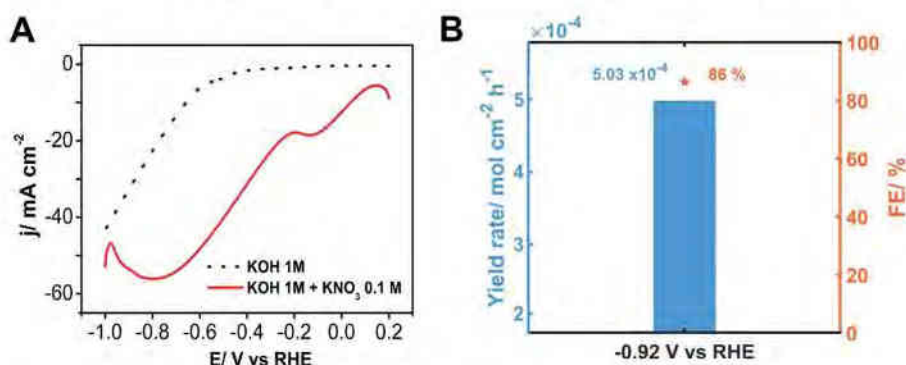 A
j/ mA cm⁻²
0
-20
-40
-60
KOH 1M
KOH 1M + KNO₃ 0.1 M
-1.0 -0.8 -0.6 -0.4 -0.2 0.0 0.2
E/ V vs RHE
B
×10⁻⁴
Yield rate/ mol cm⁻² h⁻¹
5
4
3
2
5.03 x10⁻⁴ 86 %
100
80
60
40
20
0
FE/ %
-0.92 V vs RHE